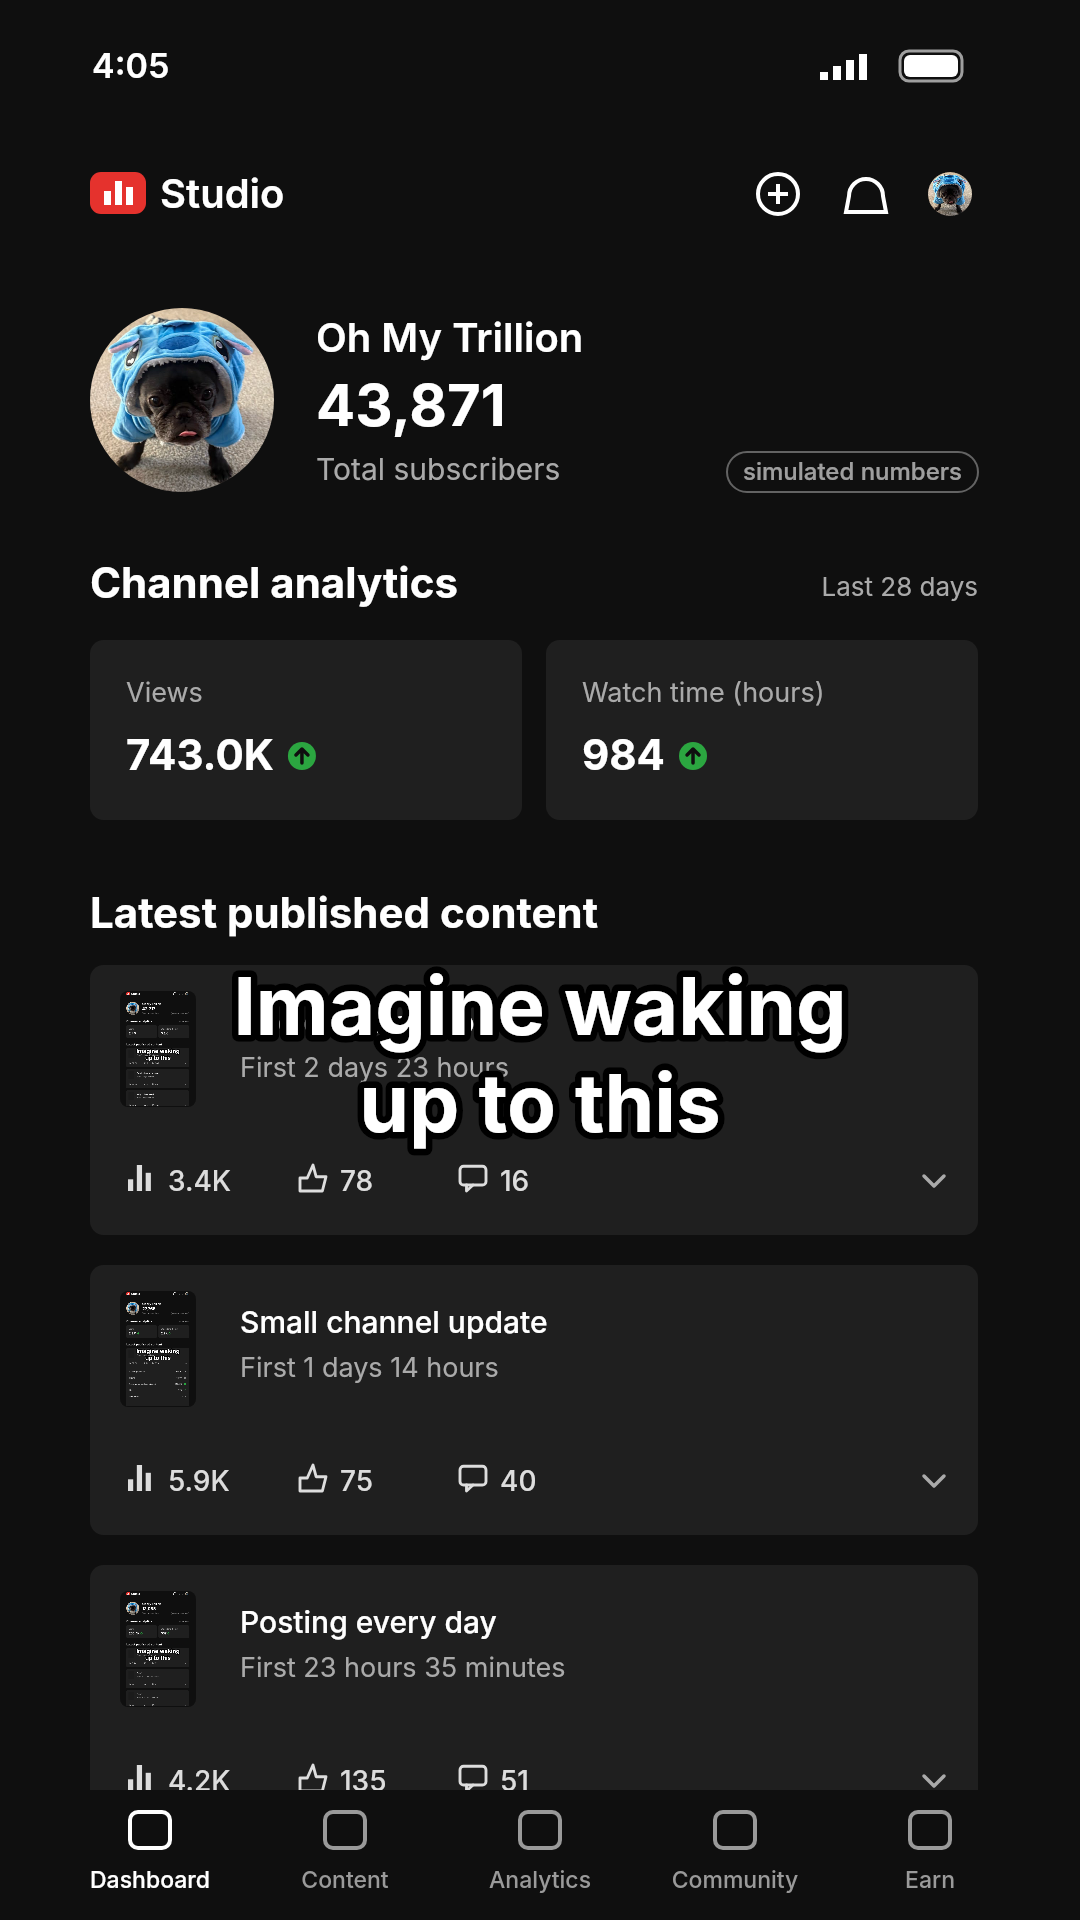 4:05
Studio
Oh My Trillion
43,871
Total subscribers
simulated numbers
Channel analytics
Last 28 days
Views
Watch time (hours)
743.0K
984
Latest published content
Imagine waking
First 2 days 23 hours
up to this
3.4K
78
16
Small channel update
First 1 days 14 hours
5.9K
75
40
Posting every day
First 23 hours 35 minutes
4.2K
135
51
Dashboard
Content
Analytics
Community
Earn